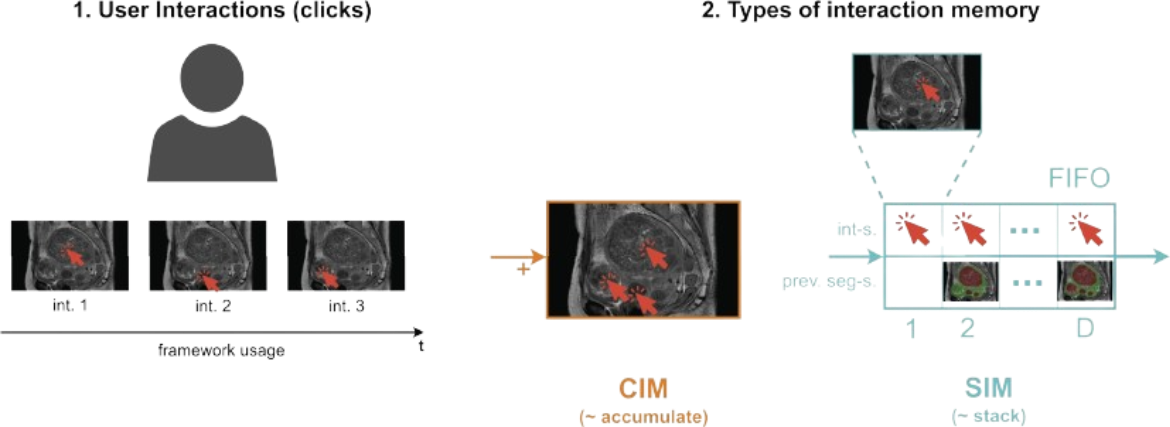 1. User Interactions (clicks)
2. Types of interaction memory
FIFO
int-s.
prev. seg-s.
+
...
...
int. 1
int. 2
int. 3
1
2
D
t
framework usage
CIM
(~ accumulate)
SIM
(~ stack)